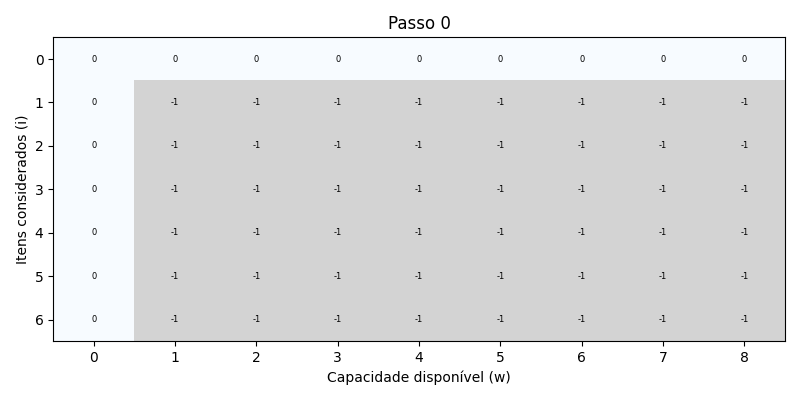 Passo 0
Itens considerados (i)
0 0 0 0 0 0 0 0 0 0
1 0 -1 -1 -1 -1 -1 -1 -1 -1
2 0 -1 -1 -1 -1 -1 -1 -1 -1
3 0 -1 -1 -1 -1 -1 -1 -1 -1
4 0 -1 -1 -1 -1 -1 -1 -1 -1
5 0 -1 -1 -1 -1 -1 -1 -1 -1
6 0 -1 -1 -1 -1 -1 -1 -1 -1
0 1 2 3 4 5 6 7 8
Capacidade disponível (w)